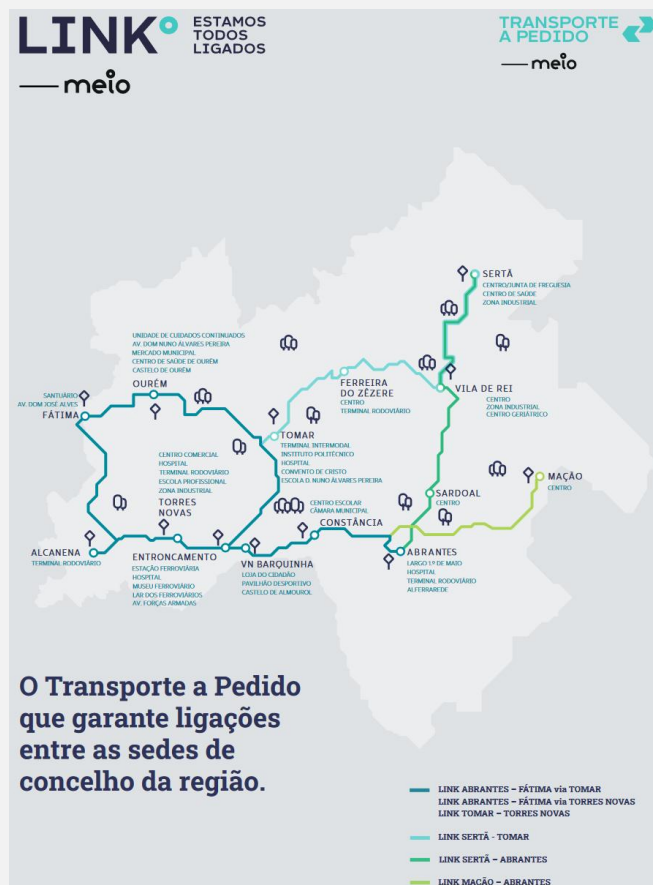 LINK ESTAMOS
TODOS
LIGADOS
meio
TRANSPORTE
A PEDIDO
meio
SERTÃ
CENTRO/JUNTA DE FREGUESIA
CENTRO DE SAÚDE
ZONA INDUSTRIAL
UNIDADE DE CUIDADOS CONTINUADOS
AV. DOM NUNO ÁLVARES PEREIRA
MERCADO MUNICIPAL
CENTRO DE SAÚDE DE OURÉM
CASTELO DE OURÉM
OURÉM
SANTUÁRIO
AV. DOM JOSÉ ALVES
FÁTIMA
FERREIRA
DO ZÊZERE
CENTRO
TERMINAL RODOVIÁRIO
VILA DE REI
CENTRO
ZONA INDUSTRIAL
CENTRO GERIÁTRICO
TOMAR
TERMINAL INTERMODAL
INSTITUTO POLITÉCNICO
HOSPITAL
CONVENTO DE CRISTO
ESCOLA D. NUNO ÁLVARES PEREIRA
CENTRO COMERCIAL
HOSPITAL
TERMINAL RODOVIÁRIO
ESCOLA PROFISSIONAL
ZONA INDUSTRIAL
TORRES
NOVAS
MAÇÃO
CENTRO
SARDOAL
CENTRO
CENTRO ESCOLAR
CÂMARA MUNICIPAL
CONSTÂNCIA
ALCANENA
TERMINAL RODOVIÁRIO
ENTRONCAMENTO
ESTAÇÃO FERROVIÁRIA
HOSPITAL
MUSEU FERROVIÁRIO
LAR DOS FERROVIÁRIOS
AV. FORÇAS ARMADAS
VN BARQUINHA
LOJA DO CIDADÃO
PAVILHÃO DESPORTIVO
CASTELO DE ALMOUROL
ABRANTES
LARGO 1.º DE MAIO
HOSPITAL
TERMINAL RODOVIÁRIO
ALFERRAREDE
O Transporte a Pedido
que garante ligações
entre as sedes de
concelho da região.
LINK ABRANTES – FÁTIMA via TOMAR
LINK ABRANTES – FÁTIMA via TORRES NOVAS
LINK TOMAR – TORRES NOVAS
LINK SERTÃ - TOMAR
LINK SERTÃ – ABRANTES
LINK MAÇÃO – ABRANTES